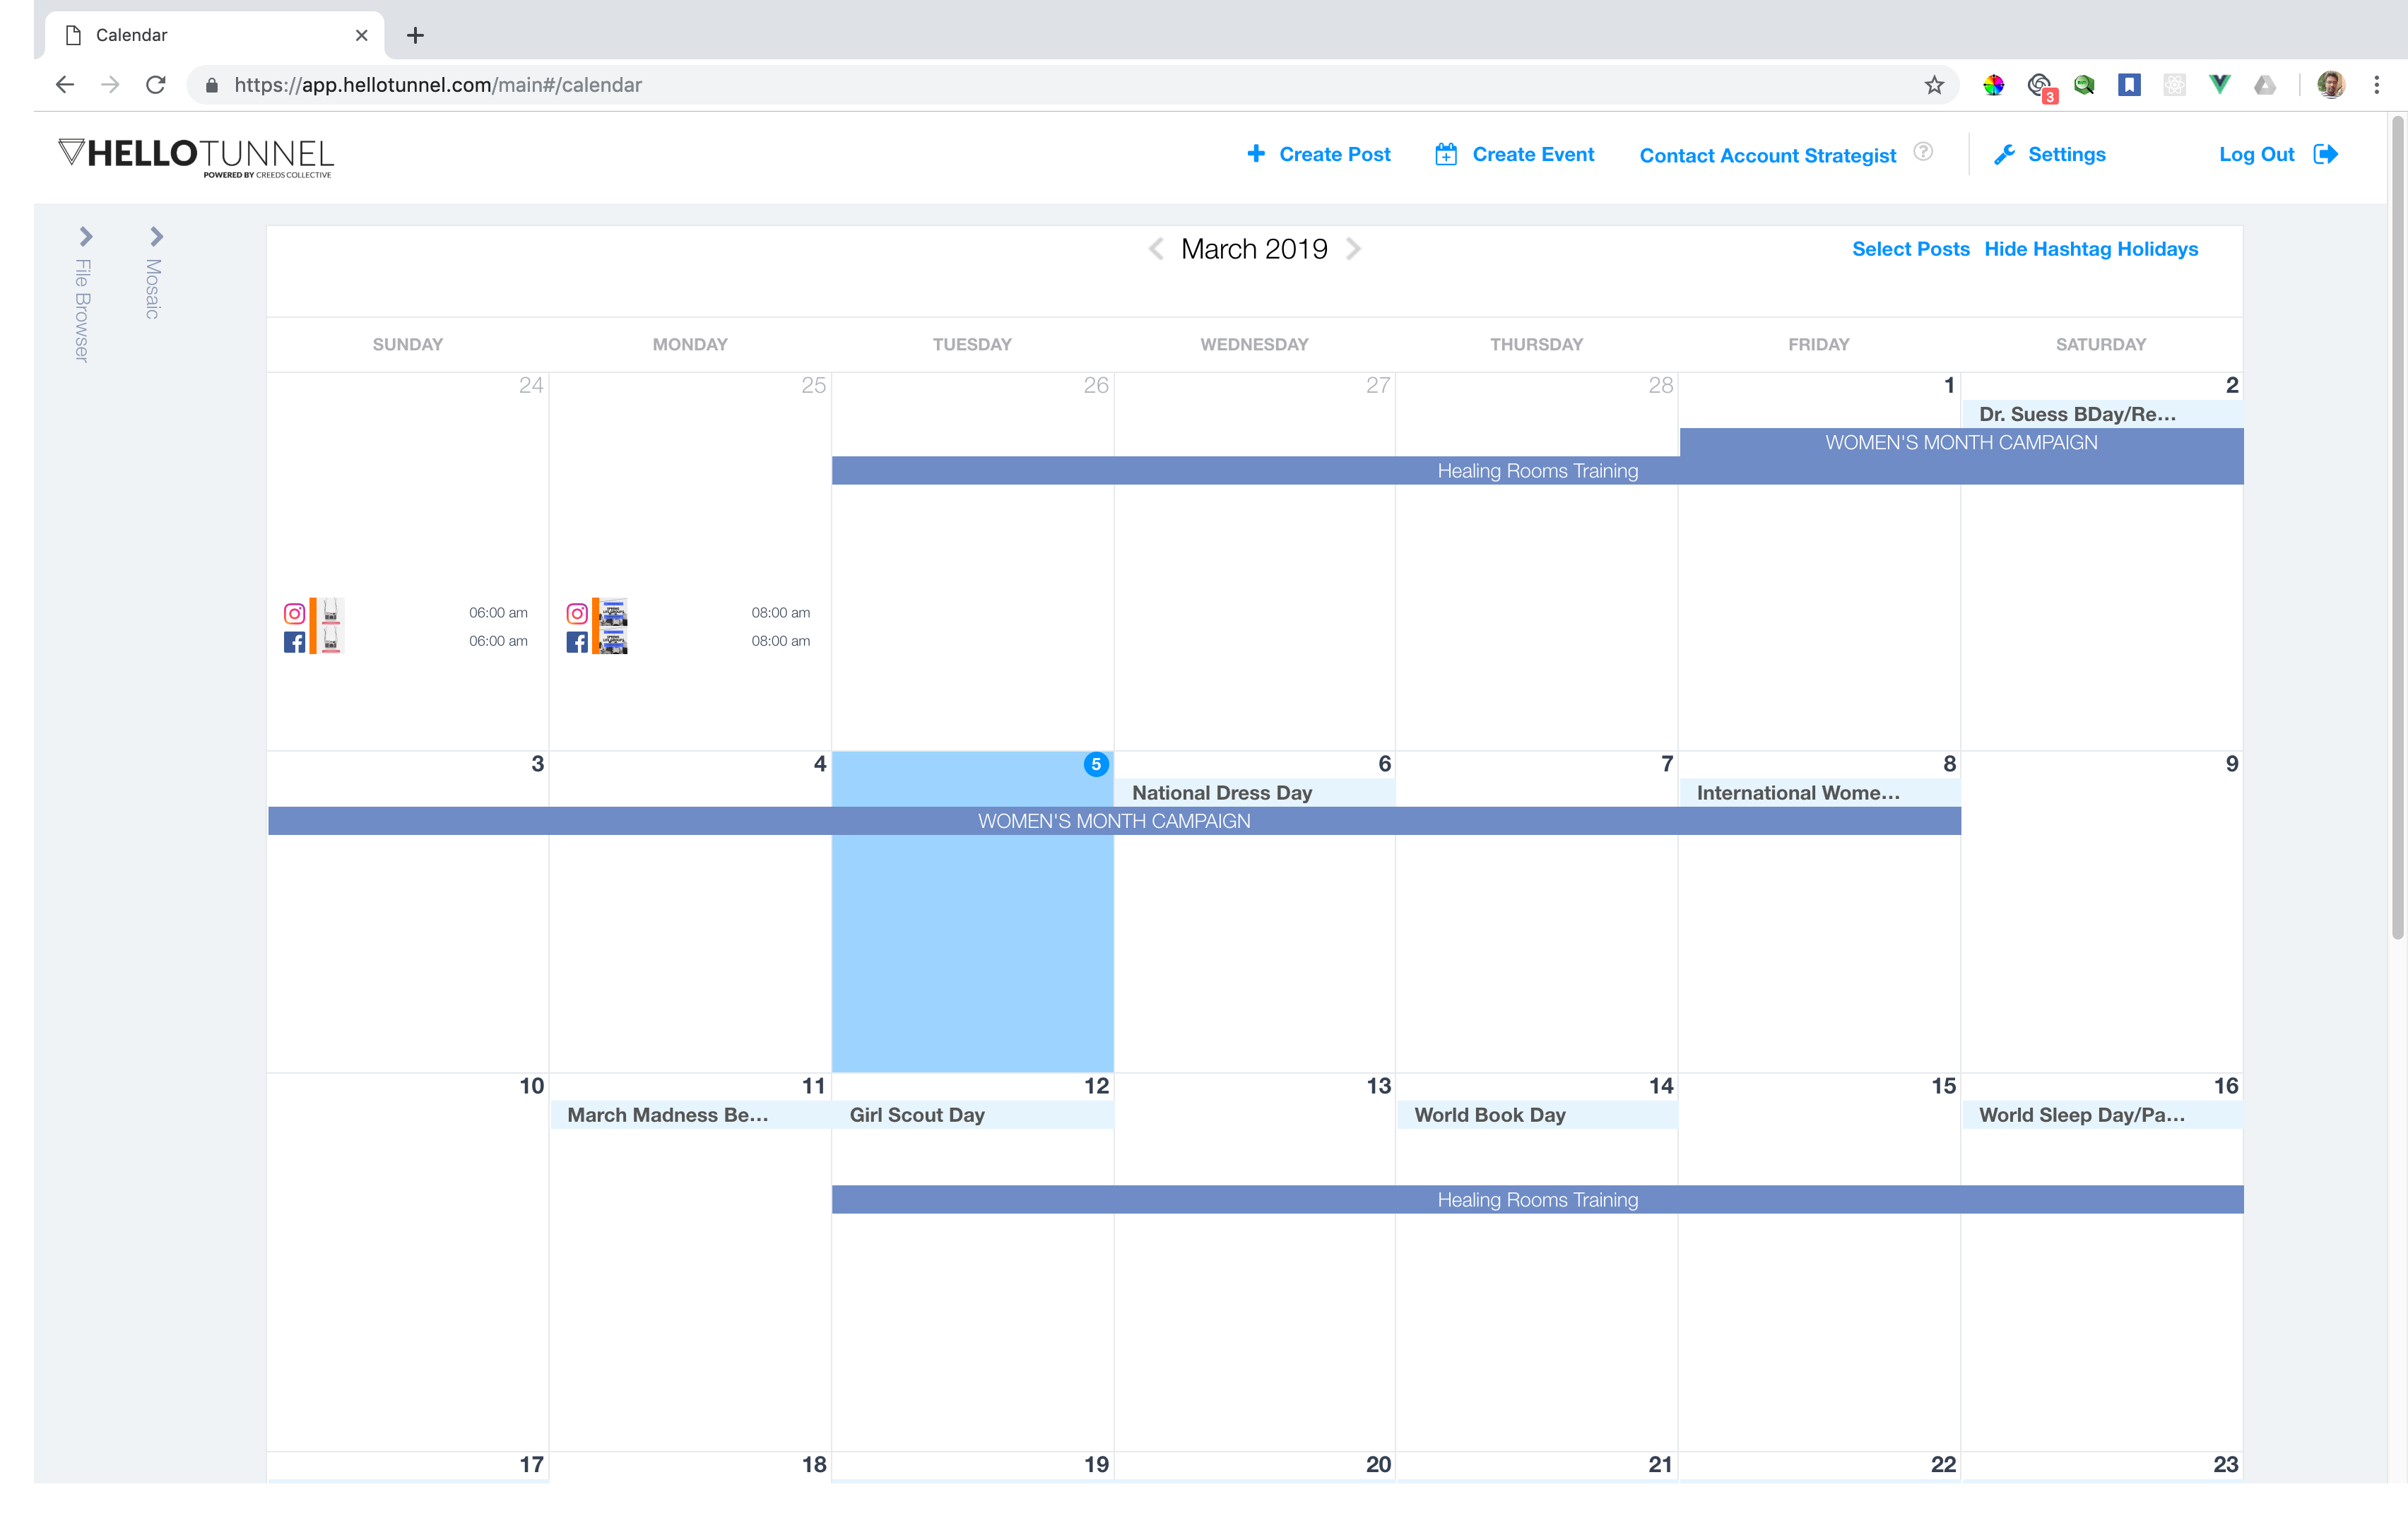 Calendar
https://app.hellotunnel.com/main#/calendar
3
HELLOTUNNEL
POWERED BY CREEDS COLLECTIVE
Create Post
Create Event
Contact Account Strategist ?
Settings
Log Out
File Browser
Mosaic
March 2019
Select Posts Hide Hashtag Holidays
SUNDAY MONDAY TUESDAY WEDNESDAY THURSDAY FRIDAY SATURDAY
24 25 26 27 28 1 2
Dr. Suess BDay/Re...
WOMEN'S MONTH CAMPAIGN
Healing Rooms Training
06:00 am 08:00 am
06:00 am 08:00 am
3 4 5 6 7 8 9
National Dress Day International Wome...
WOMEN'S MONTH CAMPAIGN
10 11 12 13 14 15 16
March Madness Be... Girl Scout Day World Book Day World Sleep Day/Pa...
Healing Rooms Training
17 18 19 20 21 22 23